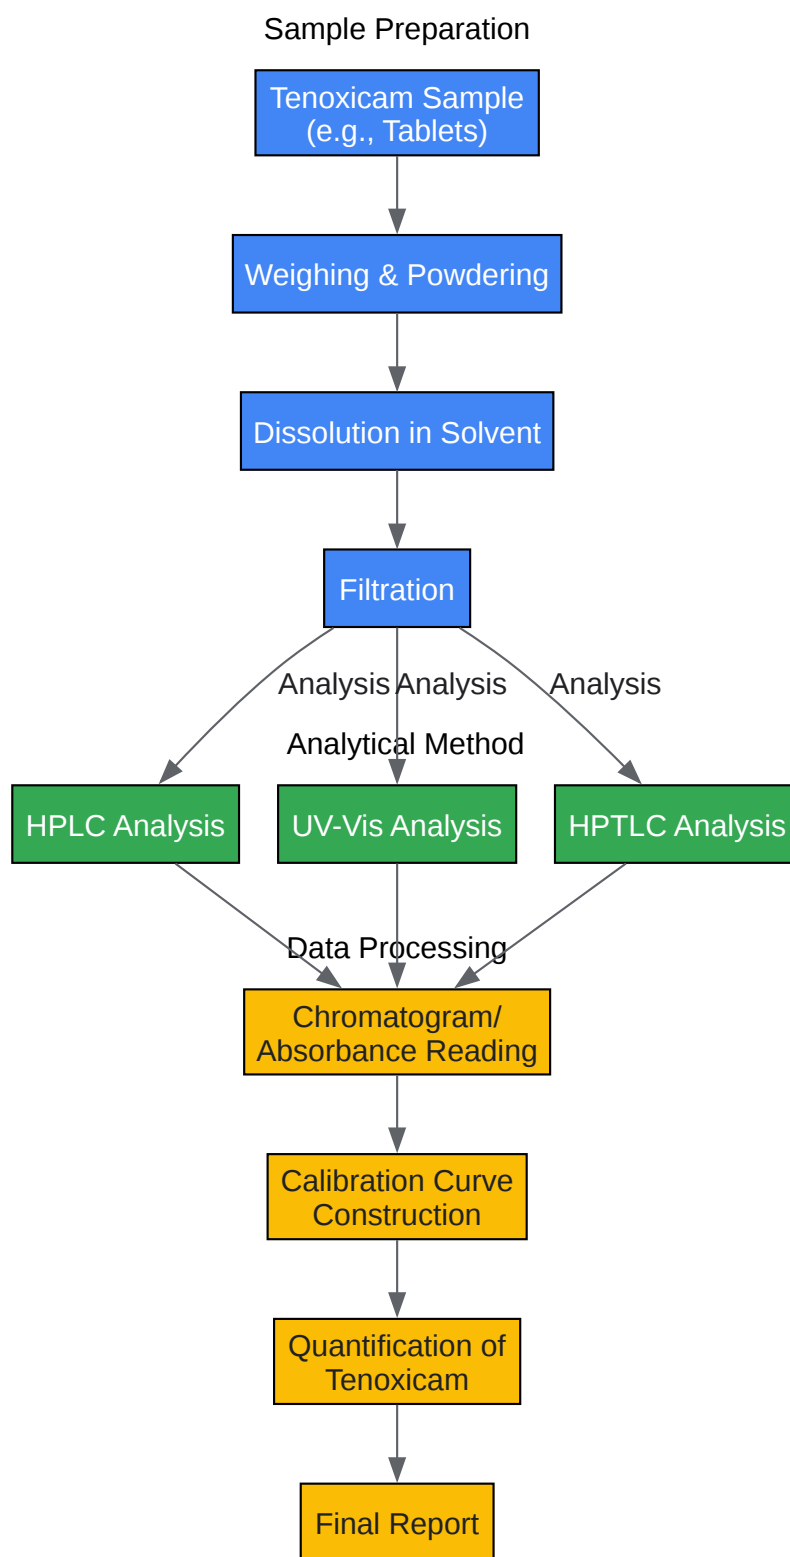 Sample Preparation
Tenoxicam Sample
(e.g., Tablets)
Weighing & Powdering
Dissolution in Solvent
Filtration
Analysis
Analysis
Analysis
Analytical Method
HPLC Analysis
UV-Vis Analysis
HPTLC Analysis
Data Processing
Chromatogram/
Absorbance Reading
Calibration Curve
Construction
Quantification of
Tenoxicam
Final Report